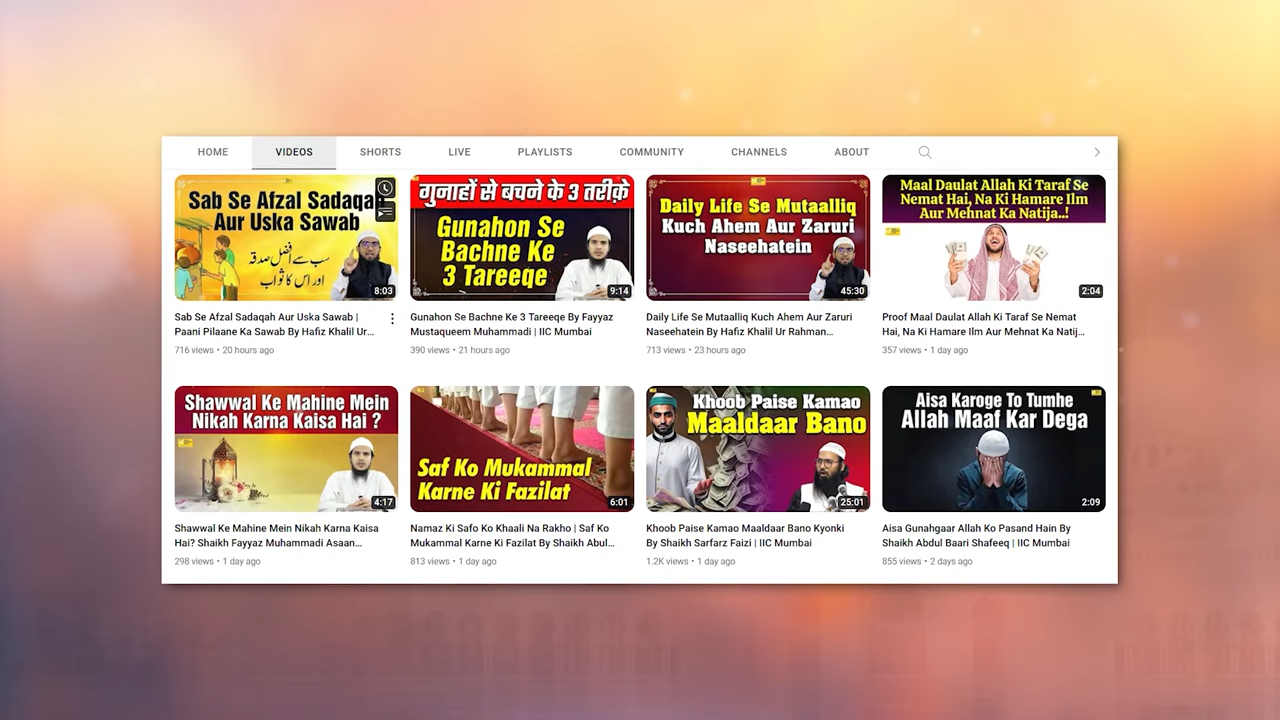 HOME
VIDEOS
SHORTS
LIVE
PLAYLISTS
COMMUNITY
CHANNELS
ABOUT
Sab Se Afzal Sadaqah
Aur Uska Sawab
سب سے افضل صدقہ
اور اس کا ثواب
8:03
Sab Se Afzal Sadaqah Aur Uska Sawab |
Paani Pilaane Ka Sawab By Hafiz Khalil Ur...
716 views • 20 hours ago
गुनाहों से बचने के 3 तरीक़े
Gunahon Se
Bachne Ke
3 Tareeqe
9:14
Gunahon Se Bachne Ke 3 Tareeqe By Fayyaz
Mustaqueem Muhammadi | IIC Mumbai
390 views • 21 hours ago
Daily Life Se Mutaalliq
Kuch Ahem Aur Zaruri
Naseehatein
45:30
Daily Life Se Mutaalliq Kuch Ahem Aur Zaruri
Naseehatein By Hafiz Khalil Ur Rahman...
713 views • 23 hours ago
Maal Daulat Allah Ki Taraf Se
Nemat Hai, Na Ki Hamare Ilm
Aur Mehnat Ka Natija..!
2:04
Proof Maal Daulat Allah Ki Taraf Se Nemat
Hai, Na Ki Hamare Ilm Aur Mehnat Ka Natij...
357 views • 1 day ago
Shawwal Ke Mahine Mein
Nikah Karna Kaisa Hai ?
4:17
Shawwal Ke Mahine Mein Nikah Karna Kaisa
Hai? Shaikh Fayyaz Muhammadi Asaan...
298 views • 1 day ago
Saf Ko Mukammal
Karne Ki Fazilat
6:01
Namaz Ki Safo Ko Khaali Na Rakho | Saf Ko
Mukammal Karne Ki Fazilat By Shaikh Abul...
813 views • 1 day ago
Khoob Paise Kamao
Maaldaar Bano
25:01
Khoob Paise Kamao Maaldaar Bano Kyonki
By Shaikh Sarfarz Faizi | IIC Mumbai
1.2K views • 1 day ago
Aisa Karoge To Tumhe
Allah Maaf Kar Dega
2:09
Aisa Gunahgaar Allah Ko Pasand Hain By
Shaikh Abdul Baari Shafeeq | IIC Mumbai
855 views • 2 days ago